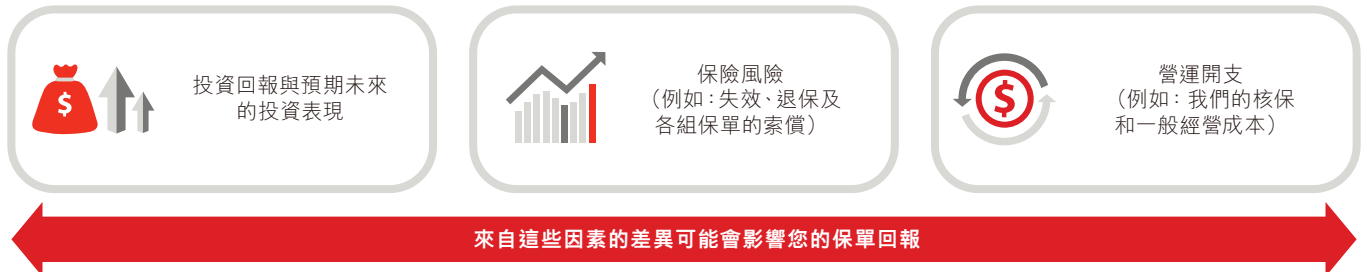 $
投資回報與預期未來
的投資表現
保險風險
（例如：失效、退保及
各組保單的索償）
$
營運開支
（例如：我們的核保
和一般經營成本）
來自這些因素的差異可能會影響您的保單回報